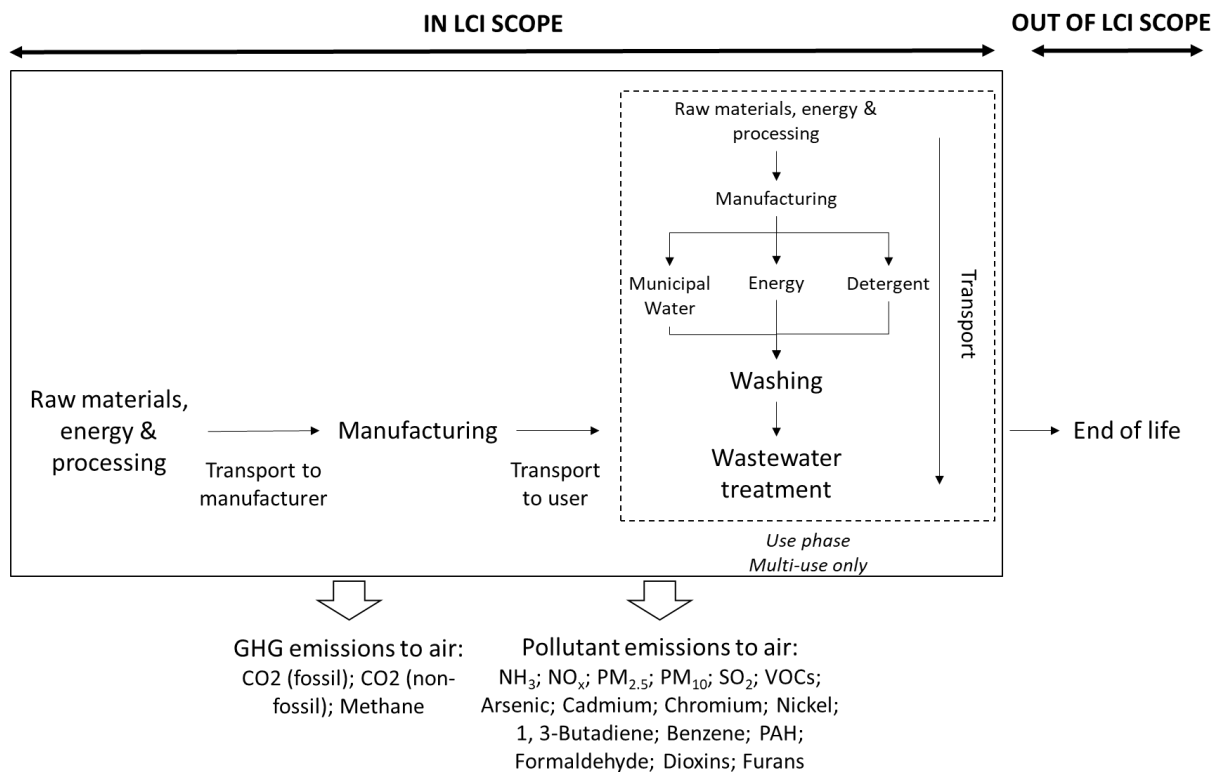 IN LCI SCOPE
OUT OF LCI SCOPE
Raw materials, energy &
processing
Manufacturing
Municipal
Water
Energy
Detergent
Transport
Washing
Wastewater
treatment
Raw materials,
energy &
processing
Transport to
manufacturer
Manufacturing
Transport
to user
End of life
Use phase
Multi-use only
GHG emissions to air:
CO2 (fossil); CO2 (non-
fossil); Methane
Pollutant emissions to air:
NH₃; NOₓ; PM₂.₅; PM₁₀; SO₂; VOCs;
Arsenic; Cadmium; Chromium; Nickel;
1, 3-Butadiene; Benzene; PAH;
Formaldehyde; Dioxins; Furans